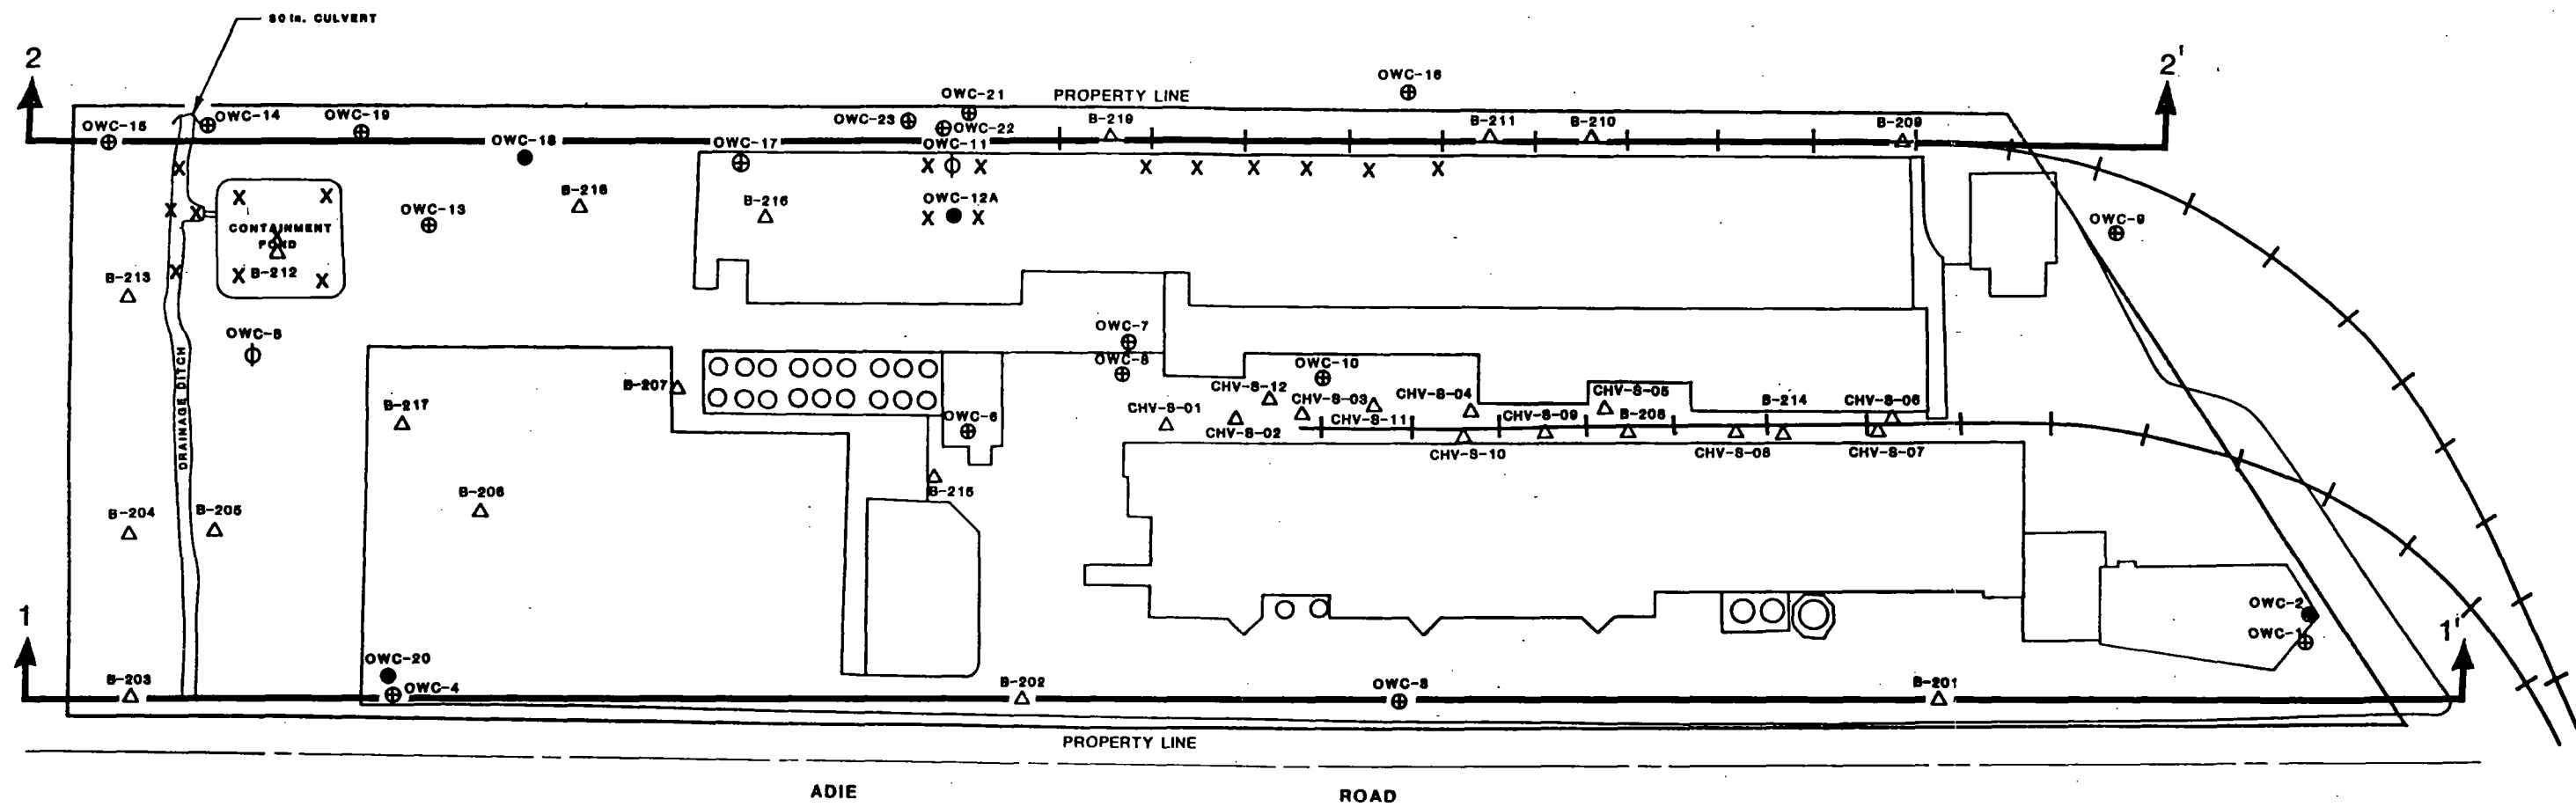 80 in. CULVERT
2
2'
OWC-16
OWC-21
PROPERTY LINE
OWC-15
OWC-14
OWC-19
OWC-23
OWC-22
B-219
B-211
B-210
B-209
OWC-18
OWC-17
OWC-11
B-218
B-216
OWC-12A
OWC-13
OWC-9
CONTAINMENT
POND
B-213
B-212
OWC-5
OWC-7
OWC-8
OWC-10
DRAINAGE DITCH
B-207
CHV-S-12
CHV-S-03
CHV-S-04
CHV-S-05
B-217
CHV-S-01
CHV-S-02
CHV-S-11
CHV-S-09
B-208
B-214
CHV-S-06
OWC-6
CHV-S-10
CHV-S-08
CHV-S-07
B-206
B-215
B-204
B-205
OWC-2
OWC-1
1
1'
OWC-20
OWC-4
B-203
B-202
OWC-3
B-201
PROPERTY LINE
ADIE ROAD